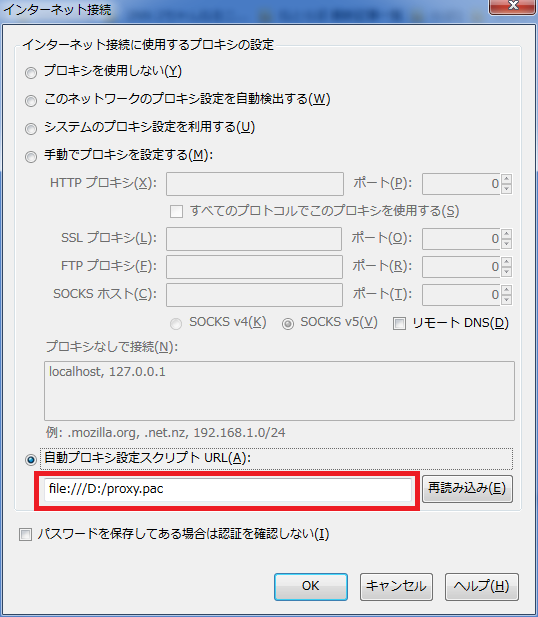 インターネット接続
インターネット接続に使用するプロキシの設定
プロキシを使用しない(Y)
このネットワークのプロキシ設定を自動検出する(W)
システムのプロキシ設定を利用する(U)
手動でプロキシを設定する(M):
HTTP プロキシ(X): ポート(P): 0
すべてのプロトコルでこのプロキシを使用する(S)
SSL プロキシ(L): ポート(O): 0
FTP プロキシ(F): ポート(R): 0
SOCKS ホスト(C): ポート(T): 0
SOCKS v4(K) SOCKS v5(V) リモート DNS(D)
プロキシなしで接続(N):
localhost, 127.0.0.1
例: .mozilla.org, .net.nz, 192.168.1.0/24
自動プロキシ設定スクリプト URL(A):
file:///D:/proxy.pac 再読み込み(E)
パスワードを保存してある場合は認証を確認しない(I)
OK キャンセル ヘルプ(H)